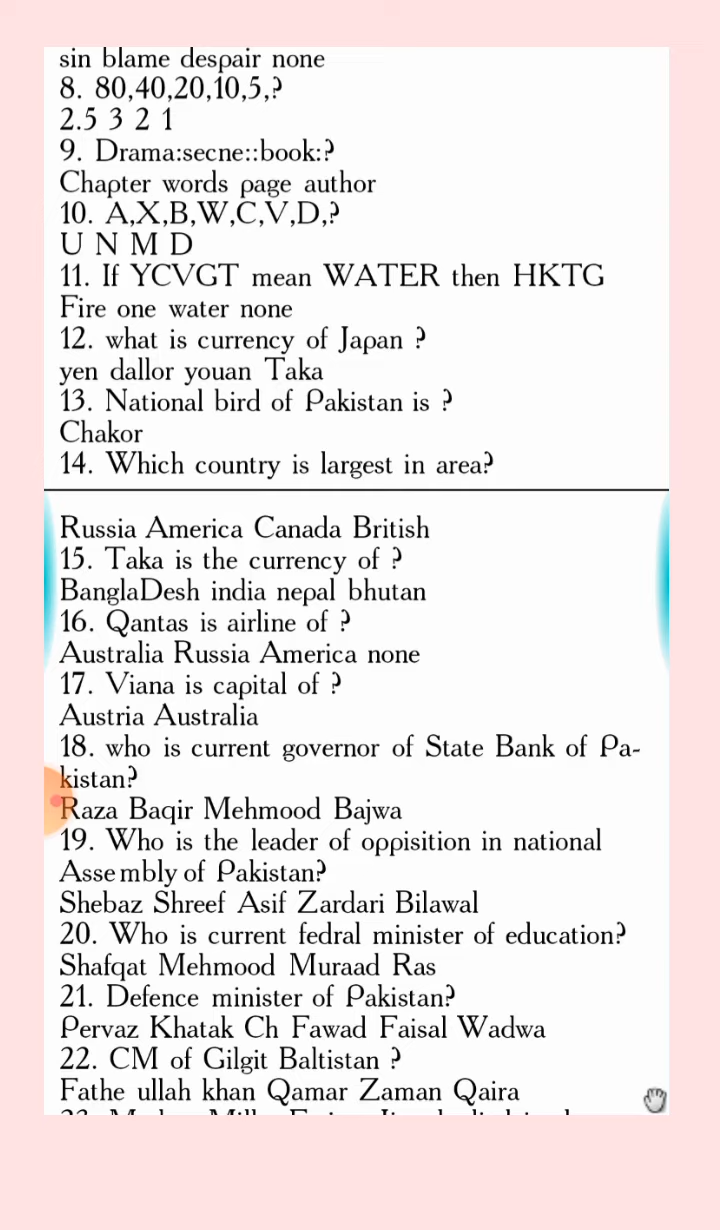 sin blame despair none
8. 80,40,20,10,5,?
2.5 3 2 1
9. Drama:secne::book:?
Chapter words page author
10. A,X,B,W,C,V,D,?
U N M D
11. If YCVGT mean WATER then HKTG
Fire one water none
12. what is currency of Japan ?
yen dallor youan Taka
13. National bird of Pakistan is ?
Chakor
14. Which country is largest in area?
Russia America Canada British
15. Taka is the currency of ?
BanglaDesh india nepal bhutan
16. Qantas is airline of ?
Australia Russia America none
17. Viana is capital of ?
Austria Australia
18. who is current governor of State Bank of Pa-
kistan?
Raza Baqir Mehmood Bajwa
19. Who is the leader of oppisition in national
Assembly of Pakistan?
Shebaz Shreef Asif Zardari Bilawal
20. Who is current fedral minister of education?
Shafqat Mehmood Muraad Ras
21. Defence minister of Pakistan?
Pervaz Khatak Ch Fawad Faisal Wadwa
22. CM of Gilgit Baltistan ?
Fathe ullah khan Qamar Zaman Qaira